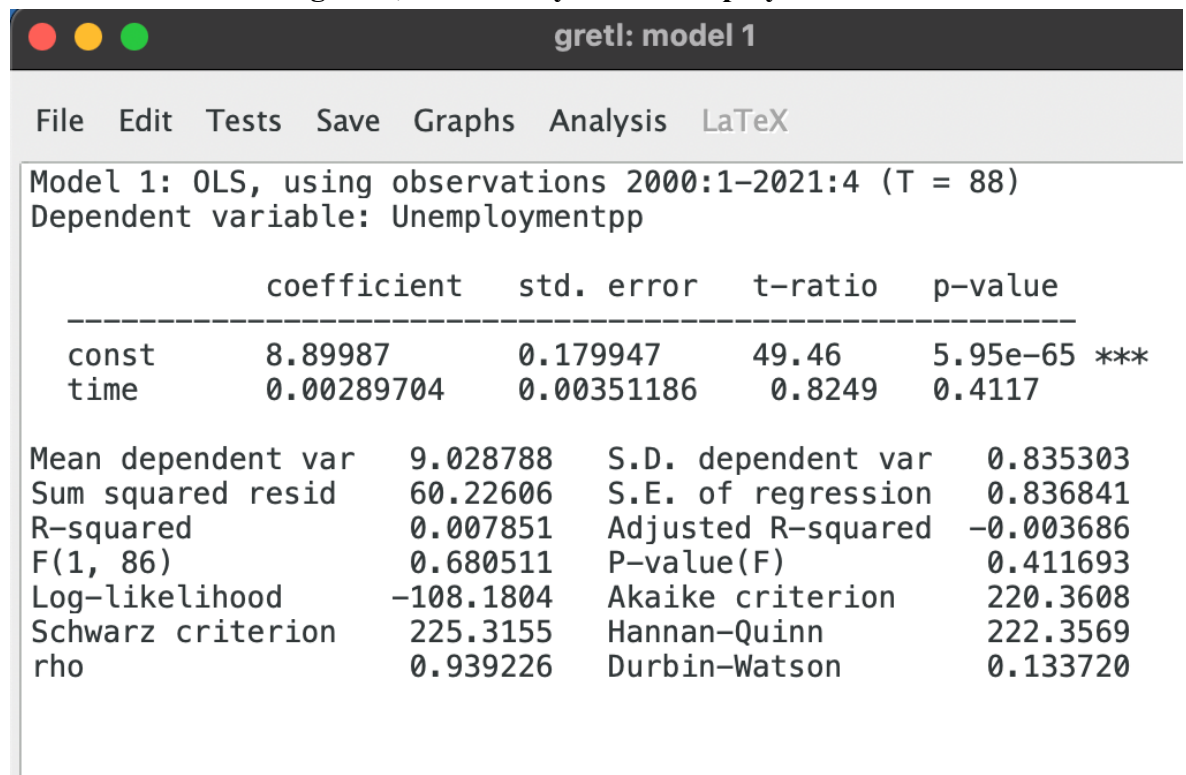 gretl: model 1
File Edit Tests Save Graphs Analysis LaTeX
Model 1: OLS, using observations 2000:1-2021:4 (T = 88)
Dependent variable: Unemploymentpp
coefficient std. error t-ratio p-value
const 8.89987 0.179947 49.46 5.95e-65 ***
time 0.00289704 0.00351186 0.8249 0.4117
Mean dependent var 9.028788 S.D. dependent var 0.835303
Sum squared resid 60.22606 S.E. of regression 0.836841
R-squared 0.007851 Adjusted R-squared -0.003686
F(1, 86) 0.680511 P-value(F) 0.411693
Log-likelihood -108.1804 Akaike criterion 220.3608
Schwarz criterion 225.3155 Hannan-Quinn 222.3569
rho 0.939226 Durbin-Watson 0.133720